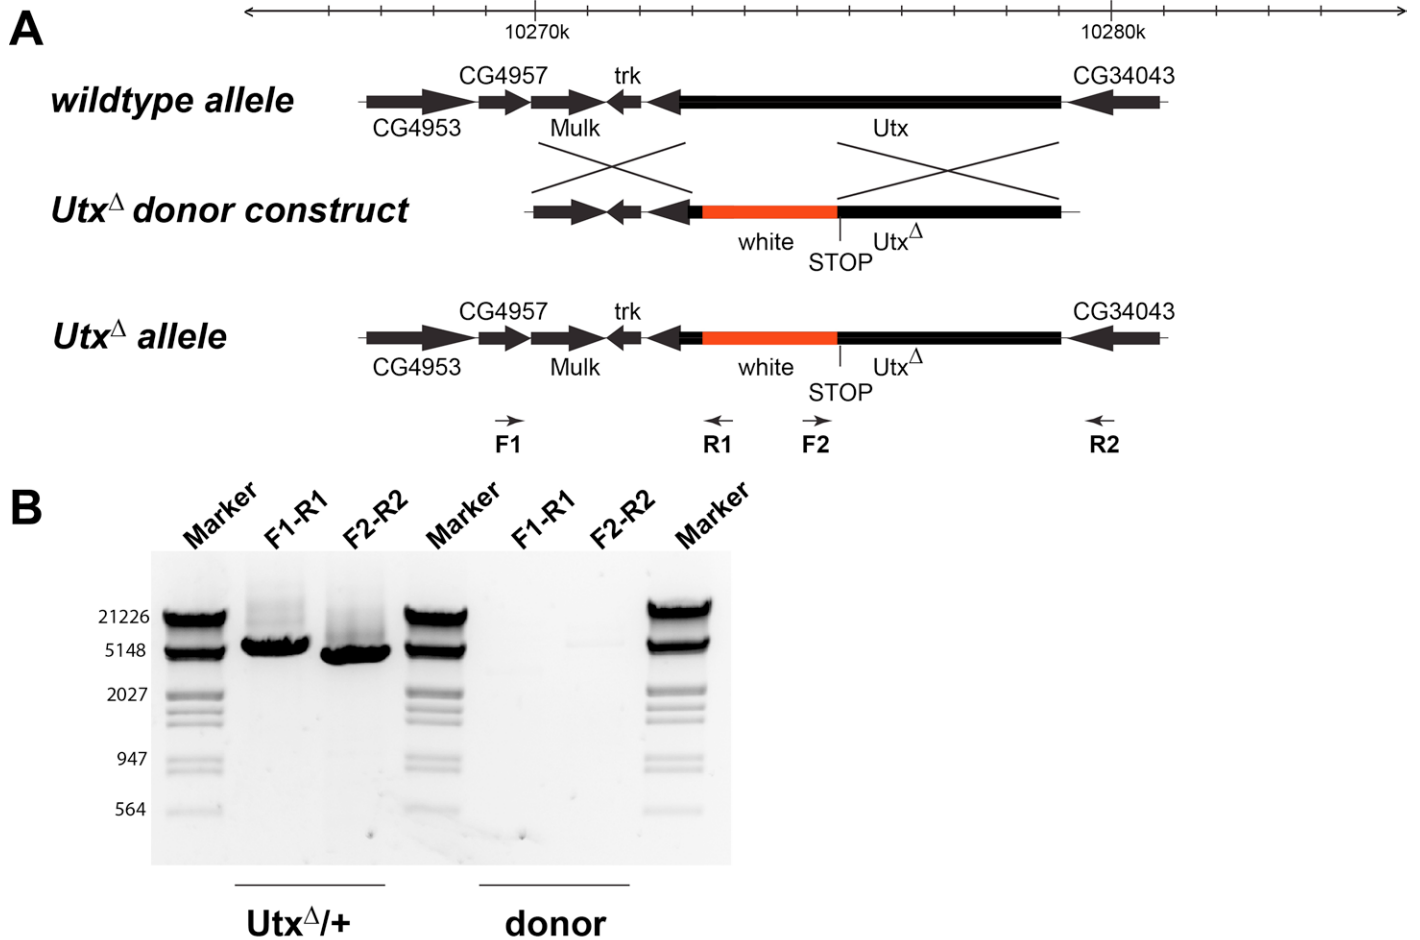 A
10270k 10280k
CG4957 trk CG34043
wildtype allele
CG4953 Mulk Utx
UtxΔ donor construct
white UtxΔ
STOP
CG4957 trk CG34043
UtxΔ allele
CG4953 Mulk white UtxΔ
STOP
F1 R1 F2 R2
B
Marker F1-R1 F2-R2 Marker F1-R1 F2-R2 Marker
21226
5148
2027
947
564
UtxΔ/+ donor